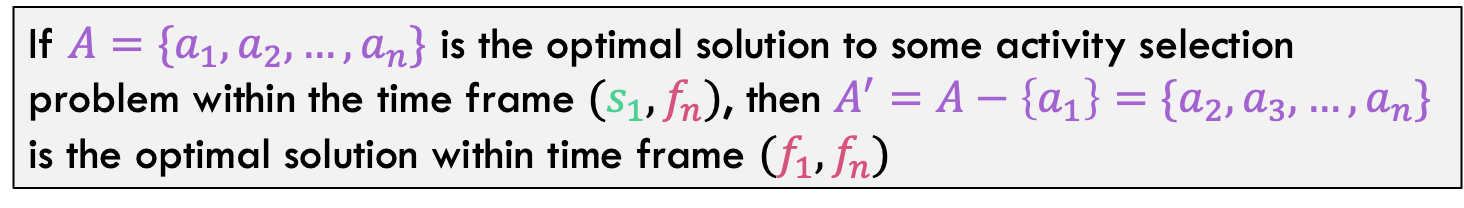 If A = {a₁, a₂, …, aₙ} is the optimal solution to some activity selection
problem within the time frame (s₁, fₙ), then A′ = A − {a₁} = {a₂, a₃, …, aₙ}
is the optimal solution within time frame (f₁, fₙ)